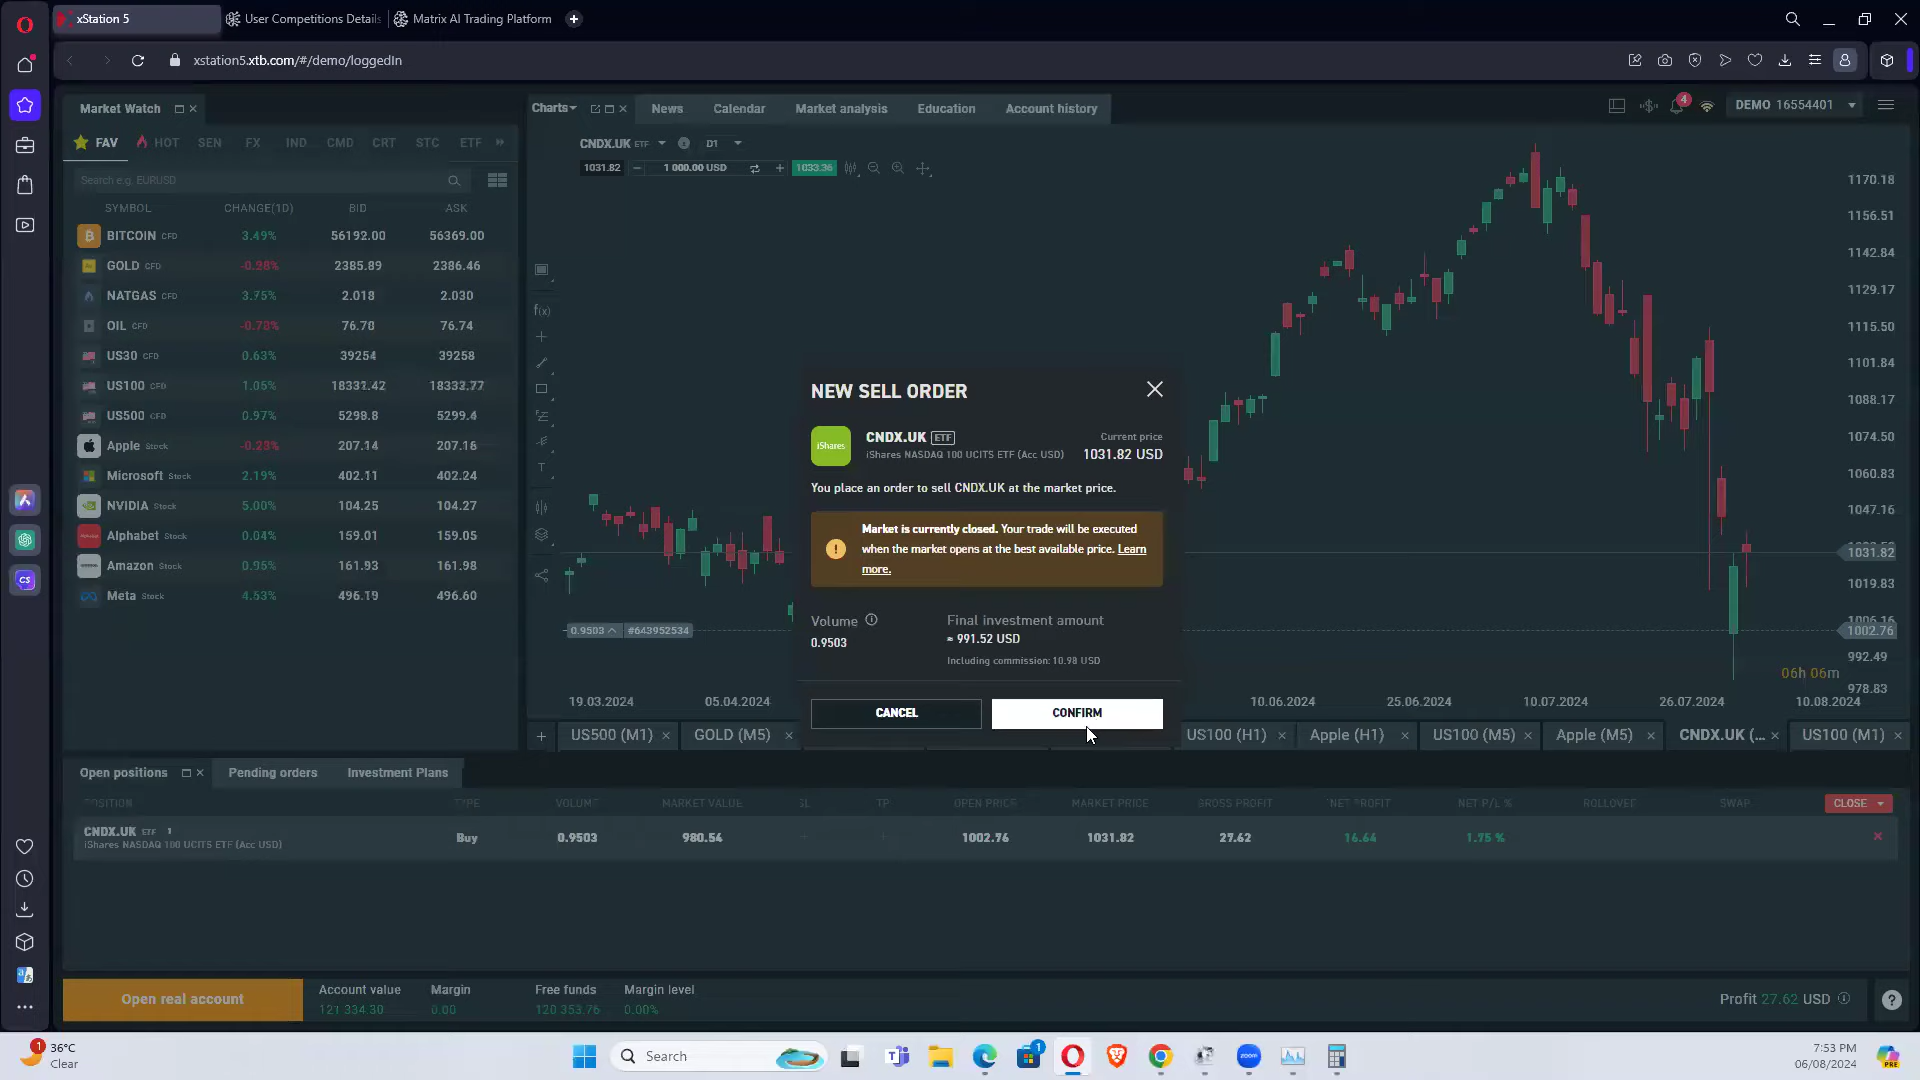 xStation 5
User Competitions Details
Matrix AI Trading Platform
xstation5.xtb.com/#/demo/loggedIn
Market Watch
Charts
News
Calendar
Market analysis
Education
Account history
4
DEMO 16554401
FAV
HOT
SEN
FX
IND
CMD
CRT
STC
ETF
CNDX.UK ETF
D1
1031.82
1 000.00 USD
1033.36
Search e.g. EURUSD
SYMBOL CHANGE(1D) BID ASK
BITCOIN CFD 3.49% 56192.00 56369.00
GOLD CFD -0.98% 2385.89 2386.46
NATGAS CFD 3.75% 2.018 2.030
OIL CFD -0.78% 76.70 76.74
US30 CFD 0.63% 39254 39258
US100 CFD 1.05% 18331.42 18333.77
US500 CFD 0.97% 5298.8 5299.4
Apple Stock -0.23% 207.14 207.16
Microsoft Stock 2.19% 402.11 402.24
NVIDIA Stock 5.00% 104.25 104.27
Alphabet Stock 0.04% 159.01 159.05
Amazon Stock 0.96% 161.93 161.98
Meta Stock 4.53% 496.19 496.60
f(x)
T
1170.18
1156.51
1142.84
1129.17
1115.50
1101.84
1088.17
1074.50
1060.83
1047.16
1031.82
1019.83
1002.76
992.49
978.83
06h 06m
0.9503 #643952534
19.03.2024
05.04.2024
10.06.2024
25.06.2024
10.07.2024
26.07.2024
10.08.2024
NEW SELL ORDER
iShares
CNDX.UK ETF
iShares NASDAQ 100 UCITS ETF (Acc USD)
Current price
1031.82 USD
You place an order to sell CNDX.UK at the market price.
Market is currently closed. Your trade will be executed
when the market opens at the best available price. Learn
more.
Volume
0.9503
Final investment amount
≈ 991.52 USD
Including commission: 10.98 USD
CANCEL
CONFIRM
US500 (M1)
GOLD (M5)
US100 (H1)
Apple (H1)
US100 (M5)
Apple (M5)
CNDX.UK (...
US100 (M1)
Open positions
Pending orders
Investment Plans
POSITION TYPE VOLUME MARKET VALUE SL TP OPEN PRICE MARKET PRICE GROSS PROFIT NET PROFIT NET P/L % ROLLOVER SWAP CLOSE
CNDX.UK ETF 1 Buy 0.9503 980.54 1002.76 1031.82 27.62 16.64 1.75 %
iShares NASDAQ 100 UCITS ETF (Acc USD)
Open real account
Account value
121 334.30
Margin
0.00
Free funds
120 353.76
Margin level
0.00%
Profit 27.62 USD
?
1
36°C
Clear
Search
1
zoom
7:53 PM
06/08/2024
PRE